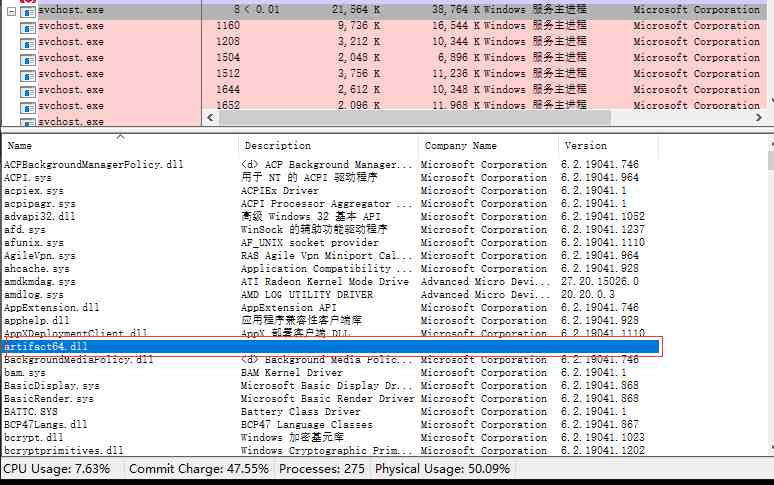 svchost.exe 8 < 0.01 21,564 K 38,764 K Windows 服务主进程 Microsoft Corporation
svchost.exe 1160 9,736 K 16,544 K Windows 服务主进程 Microsoft Corporation
svchost.exe 1208 3,212 K 10,344 K Windows 服务主进程 Microsoft Corporation
svchost.exe 1504 2,048 K 6,896 K Windows 服务主进程 Microsoft Corporation
svchost.exe 1512 3,756 K 11,236 K Windows 服务主进程 Microsoft Corporation
svchost.exe 1644 2,612 K 10,348 K Windows 服务主进程 Microsoft Corporation
svchost.exe 1652 2,096 K 11,968 K Windows 服务主进程 Microsoft Corporation
svchost.exe
Name Description Company Name Version
ACPBackgroundManagerPolicy.dll <d> ACP Background Manager... Microsoft Corporation 6.2.19041.746
ACPI.sys 用于 NT 的 ACPI 驱动程序 Microsoft Corporation 6.2.19041.964
acpiex.sys ACPIEx Driver Microsoft Corporation 6.2.19041.1
acpipagr.sys ACPI Processor Aggregator ... Microsoft Corporation 6.2.19041.1
advapi32.dll 高级 Windows 32 基本 API Microsoft Corporation 6.2.19041.1052
afd.sys WinSock 的辅助功能驱动程序 Microsoft Corporation 6.2.19041.1237
afunix.sys AF_UNIX socket provider Microsoft Corporation 6.2.19041.1110
AgileVpn.sys RAS Agile Vpn Miniport Cal... Microsoft Corporation 6.2.19041.964
ahcache.sys Application Compatibility ... Microsoft Corporation 6.2.19041.928
amdkmdag.sys ATI Radeon Kernel Mode Drive Advanced Micro Devi... 27.20.15026.0
amdlog.sys AMD LOG UTILITY DRIVER Advanced Micro Devi... 20.20.0.3
AppExtension.dll AppExtension API Microsoft Corporation 6.2.19041.746
apphelp.dll 应用程序兼容性客户端库 Microsoft Corporation 6.2.19041.928
AppXDeploymentClient.dll AppX 部署客户端 DLL Microsoft Corporation 6.2.19041.1110
artifact64.dll
BackgroundMediaPolicy.dll <d> Background Media Polic... Microsoft Corporation 6.2.19041.746
bam.sys BAM Kernel Driver Microsoft Corporation 6.2.19041.1
BasicDisplay.sys Microsoft Basic Display Dr... Microsoft Corporation 6.2.19041.868
BasicRender.sys Microsoft Basic Render Driver Microsoft Corporation 6.2.19041.868
BATTC.SYS Battery Class Driver Microsoft Corporation 6.2.19041.1
BCP47Langs.dll BCP47 Language Classes Microsoft Corporation 6.2.19041.867
bcrypt.dll Windows 加密基元库 Microsoft Corporation 6.2.19041.1023
bcryptprimitives.dll Windows Cryptographic Prim... Microsoft Corporation 6.2.19041.1202
CPU Usage: 7.63% Commit Charge: 47.55% Processes: 275 Physical Usage: 50.09%